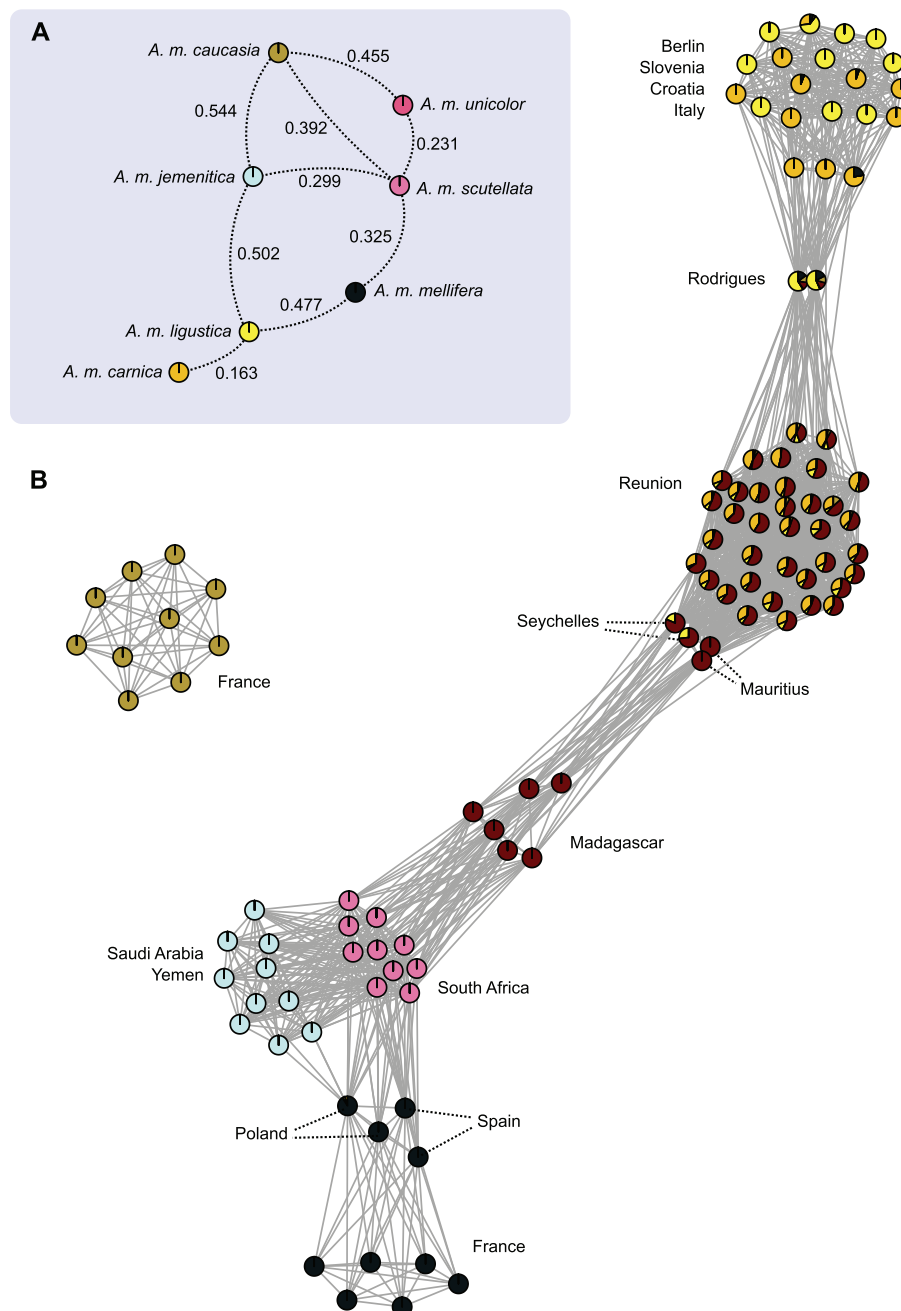 A
A. m. caucasia
0.455
A. m. unicolor
0.544
0.392
0.231
A. m. jemenitica
0.299
A. m. scutellata
0.325
0.502
A. m. mellifera
0.477
A. m. ligustica
A. m. carnica
0.163
Berlin
Slovenia
Croatia
Italy
Rodrigues
B
Reunion
Seychelles
France
Mauritius
Madagascar
Saudi Arabia
Yemen
South Africa
Poland
Spain
France